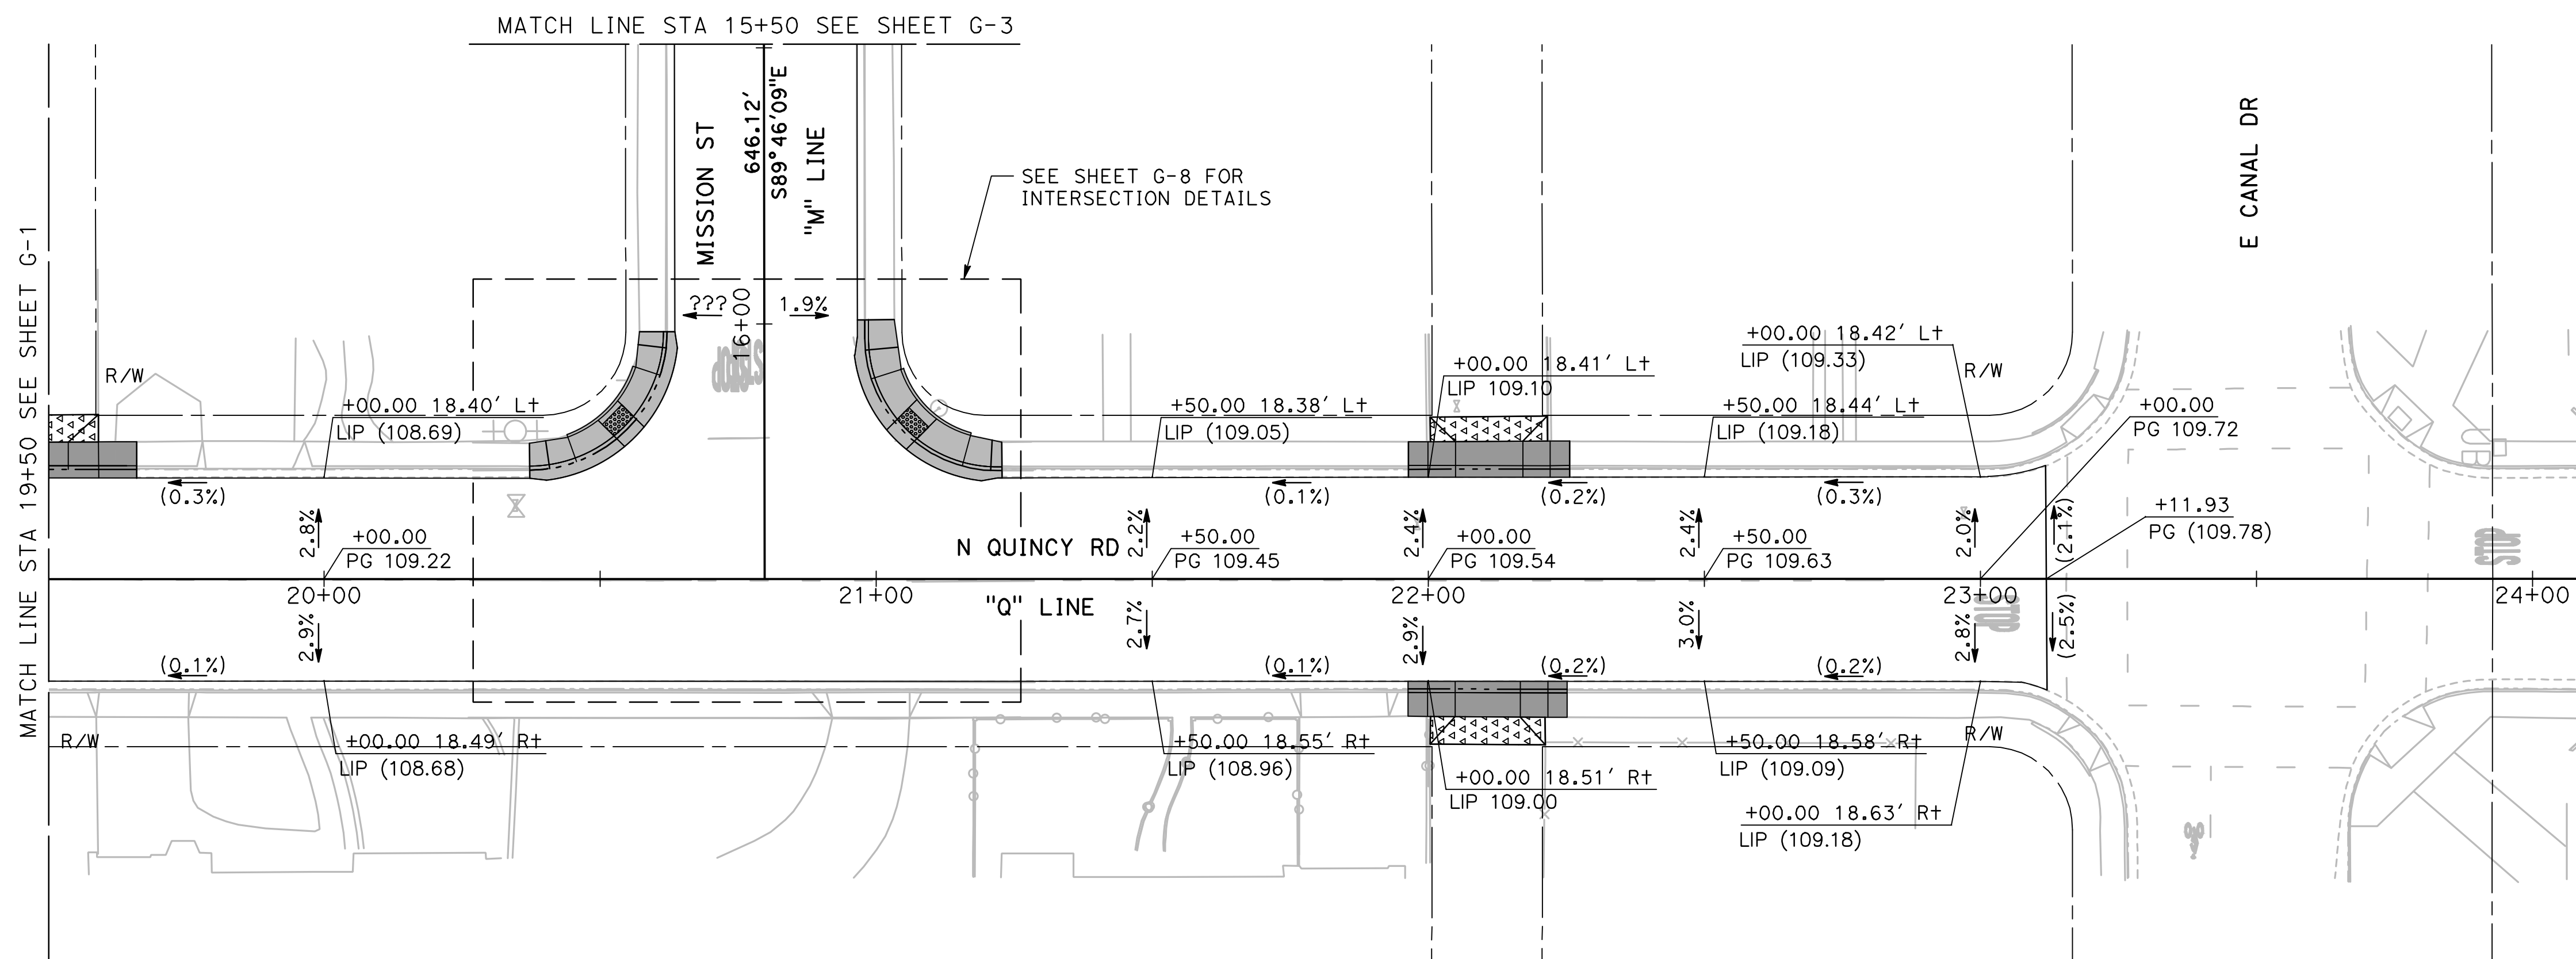 MATCH LINE STA 15+50 SEE SHEET G-3
MATCH LINE STA 19+50 SEE SHEET G-1
MISSION ST
646.12′
S89°46′09"E
"M" LINE
E CANAL DR
SEE SHEET G-8 FOR
INTERSECTION DETAILS
???
16+00
1.9%
STOP
R/W
+00.00 18.40′ Lt
LIP (108.69)
+50.00 18.38′ Lt
LIP (109.05)
+00.00 18.41′ Lt
LIP 109.10
+50.00 18.44′ Lt
LIP (109.18)
+00.00 18.42′ Lt
LIP (109.33)
R/W
+00.00
PG 109.72
+11.93
PG (109.78)
(0.3%)
(0.1%)
(0.2%)
(0.3%)
2.8%
+00.00
PG 109.22
N QUINCY RD
2.2%
+50.00
PG 109.45
2.4%
+00.00
PG 109.54
2.4%
+50.00
PG 109.63
2.0%
(2.1%)
STOP
20+00
21+00
"Q" LINE
22+00
23+00
24+00
STOP
2.9%
2.7%
2.9%
3.0%
2.8%
(2.5%)
(0.1%)
(0.1%)
(0.2%)
(0.2%)
R/W
+00.00 18.49′ Rt
LIP (108.68)
+50.00 18.55′ Rt
LIP (108.96)
+00.00 18.51′ Rt
LIP 109.00
+50.00 18.58′ Rt
LIP (109.09)
R/W
+00.00 18.63′ Rt
LIP (109.18)